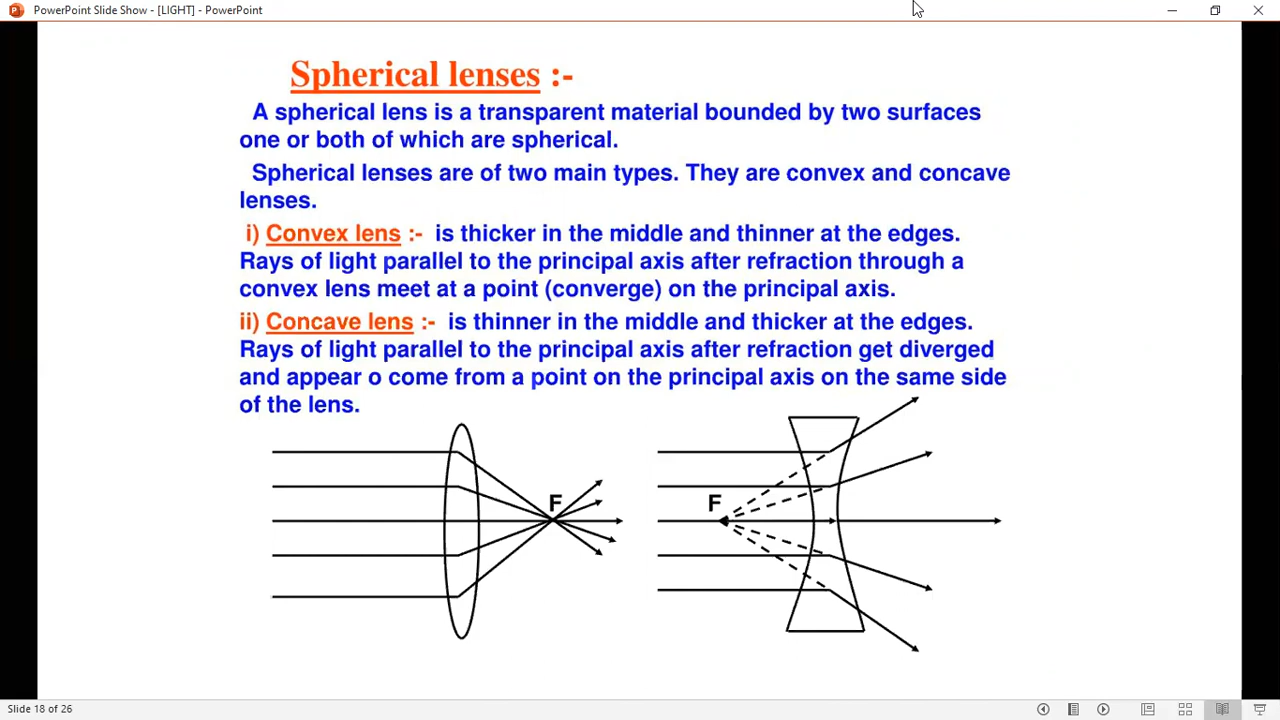 PowerPoint Slide Show - [LIGHT] - PowerPoint
Spherical lenses :-
A spherical lens is a transparent material bounded by two surfaces
one or both of which are spherical.
Spherical lenses are of two main types. They are convex and concave
lenses.
i) Convex lens :- is thicker in the middle and thinner at the edges.
Rays of light parallel to the principal axis after refraction through a
convex lens meet at a point (converge) on the principal axis.
ii) Concave lens :- is thinner in the middle and thicker at the edges.
Rays of light parallel to the principal axis after refraction get diverged
and appear o come from a point on the principal axis on the same side
of the lens.
F
F
Slide 18 of 26